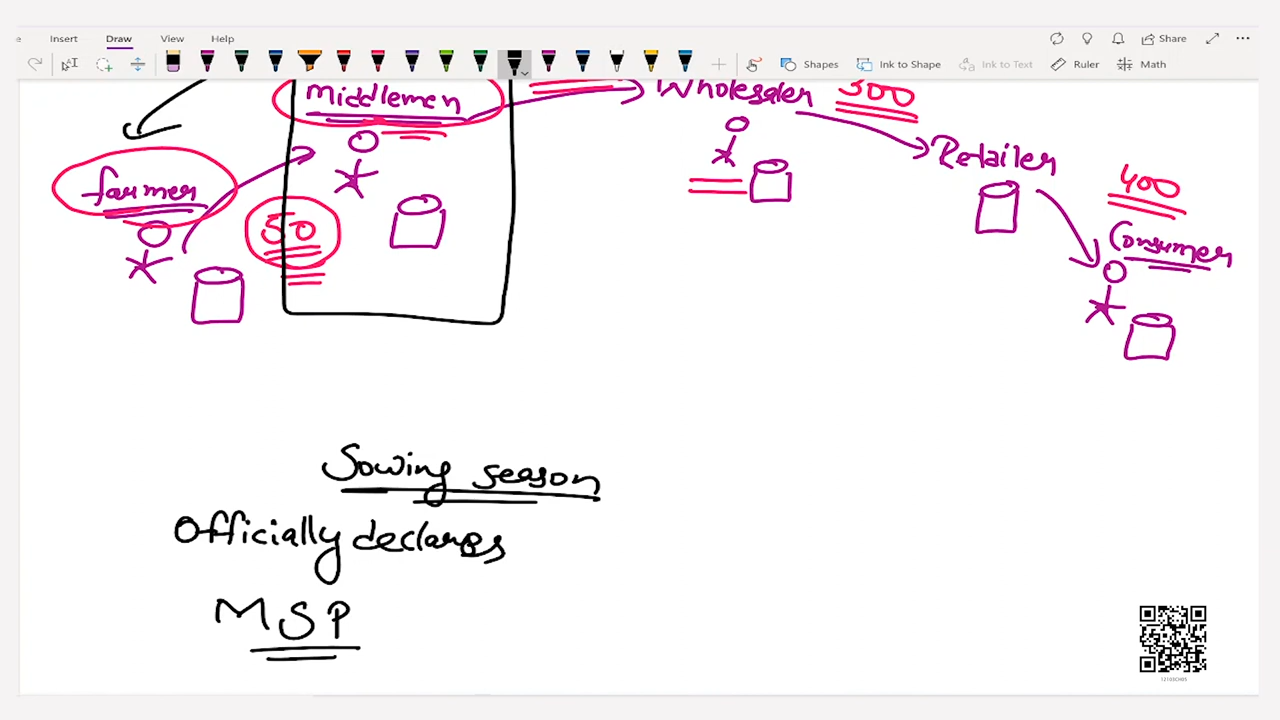 Insert Draw View Help
Share
Shapes Ink to Shape Ink to Text Ruler Math
Middlemen
Wholesaler 300
Retailer
farmer
400
50
Consumer
Sowing season
Officially declares
MSP
12103CH05